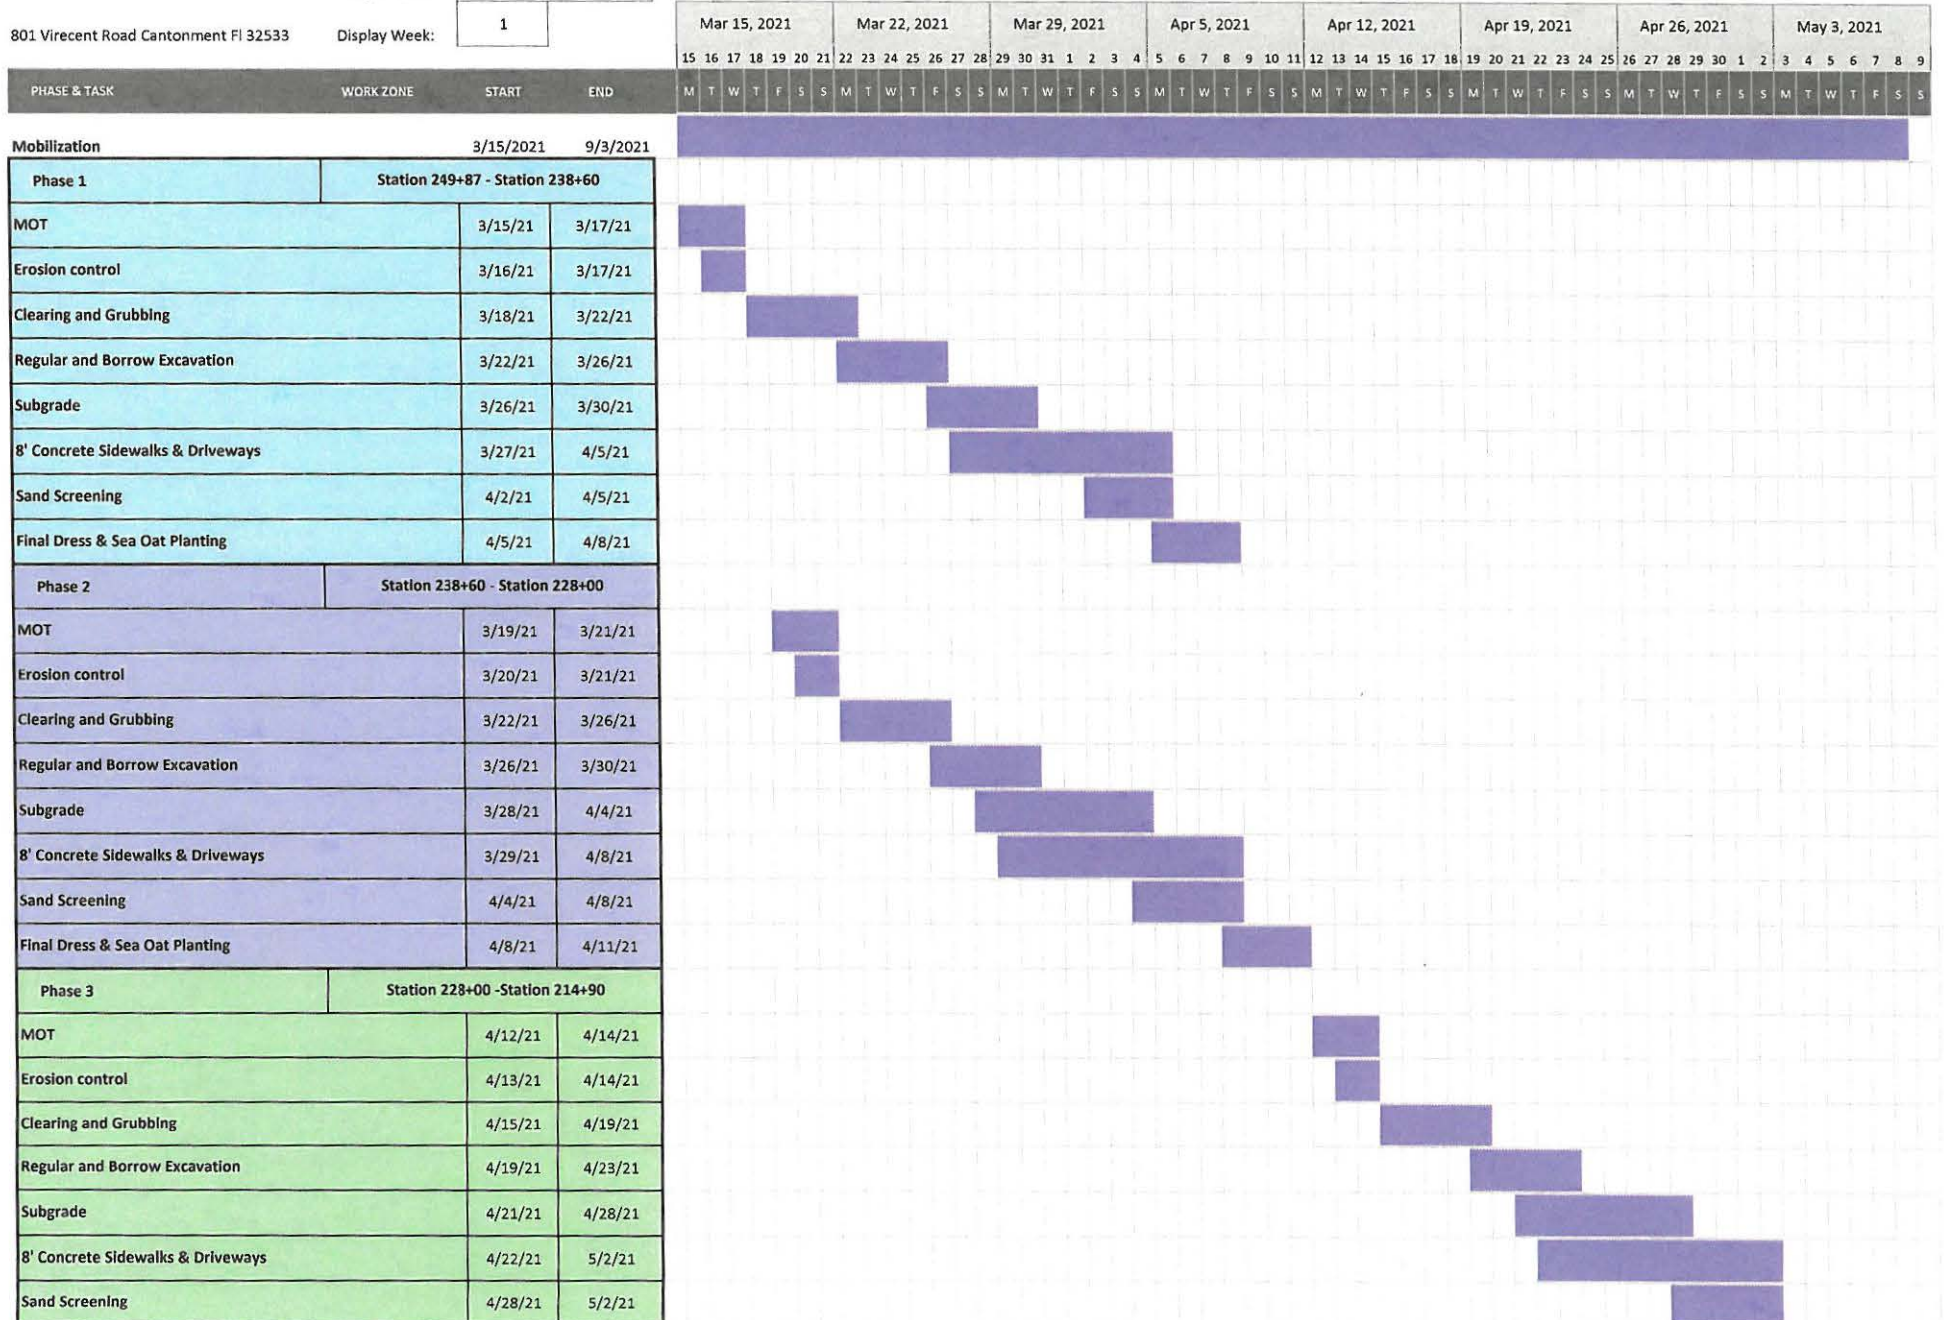 Mar 15, 2021 Mar 22, 2021 Mar 29, 2021 Apr 5, 2021 Apr 12, 2021 Apr 19, 2021 Apr 26, 2021 May 3, 2021
801 Virecent Road Cantonment Fl 32533 Display Week: 1
15 16 17 18 19 20 21 22 23 24 25 26 27 28 29 30 31 1 2 3 4 5 6 7 8 9 10 11 12 13 14 15 16 17 18 19 20 21 22 23 24 25 26 27 28 29 30 1 2 3 4 5 6 7 8 9
PHASE & TASK WORK ZONE START END M T W T F S S M T W T F S S M T W T F S S M T W T F S S M T W T F S S M T W T F S S M T W T F S S M T W T F S S
Mobilization 3/15/2021 9/3/2021
Phase 1 Station 249+87 - Station 238+60
MOT 3/15/21 3/17/21
Erosion control 3/16/21 3/17/21
Clearing and Grubbing 3/18/21 3/22/21
Regular and Borrow Excavation 3/22/21 3/26/21
Subgrade 3/26/21 3/30/21
8' Concrete Sidewalks & Driveways 3/27/21 4/5/21
Sand Screening 4/2/21 4/5/21
Final Dress & Sea Oat Planting 4/5/21 4/8/21
Phase 2 Station 238+60 - Station 228+00
MOT 3/19/21 3/21/21
Erosion control 3/20/21 3/21/21
Clearing and Grubbing 3/22/21 3/26/21
Regular and Borrow Excavation 3/26/21 3/30/21
Subgrade 3/28/21 4/4/21
8' Concrete Sidewalks & Driveways 3/29/21 4/8/21
Sand Screening 4/4/21 4/8/21
Final Dress & Sea Oat Planting 4/8/21 4/11/21
Phase 3 Station 228+00 -Station 214+90
MOT 4/12/21 4/14/21
Erosion control 4/13/21 4/14/21
Clearing and Grubbing 4/15/21 4/19/21
Regular and Borrow Excavation 4/19/21 4/23/21
Subgrade 4/21/21 4/28/21
8' Concrete Sidewalks & Driveways 4/22/21 5/2/21
Sand Screening 4/28/21 5/2/21